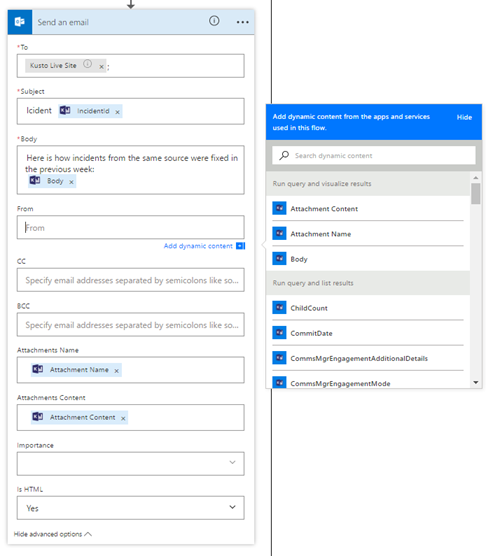 Send an email
*To
Kusto Live Site x ;
*Subject
Icident IncidentId x
*Body
Here is how incidents from the same source were fixed in
the previous week:
Body x
From
From
Add dynamic content
CC
Specify email addresses separated by semicolons like so...
BCC
Specify email addresses separated by semicolons like so...
Attachments Name
Attachment Name x
Attachments Content
Attachment Content x
Importance
Is HTML
Yes
Hide advanced options
Add dynamic content from the apps and services
used in this flow.
Hide
Search dynamic content
Run query and visualize results
Attachment Content
Attachment Name
Body
Run query and list results
ChildCount
CommitDate
CommsMgrEngagementAdditionalDetails
CommsMgrEngagementMode